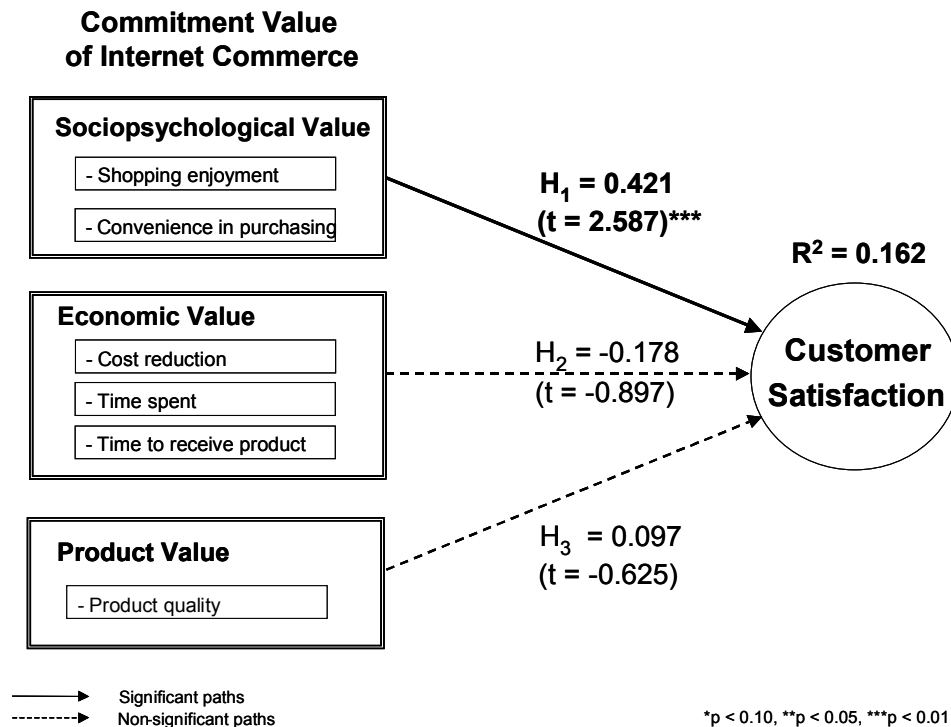 Commitment Value
of Internet Commerce
Sociopsychological Value
- Shopping enjoyment
- Convenience in purchasing
H₁ = 0.421
(t = 2.587)***
R² = 0.162
Economic Value
- Cost reduction
- Time spent
- Time to receive product
H₂ = -0.178
(t = -0.897)
Customer
Satisfaction
Product Value
- Product quality
H₃ = 0.097
(t = -0.625)
Significant paths
Non-significant paths
*p < 0.10, **p < 0.05, ***p < 0.01